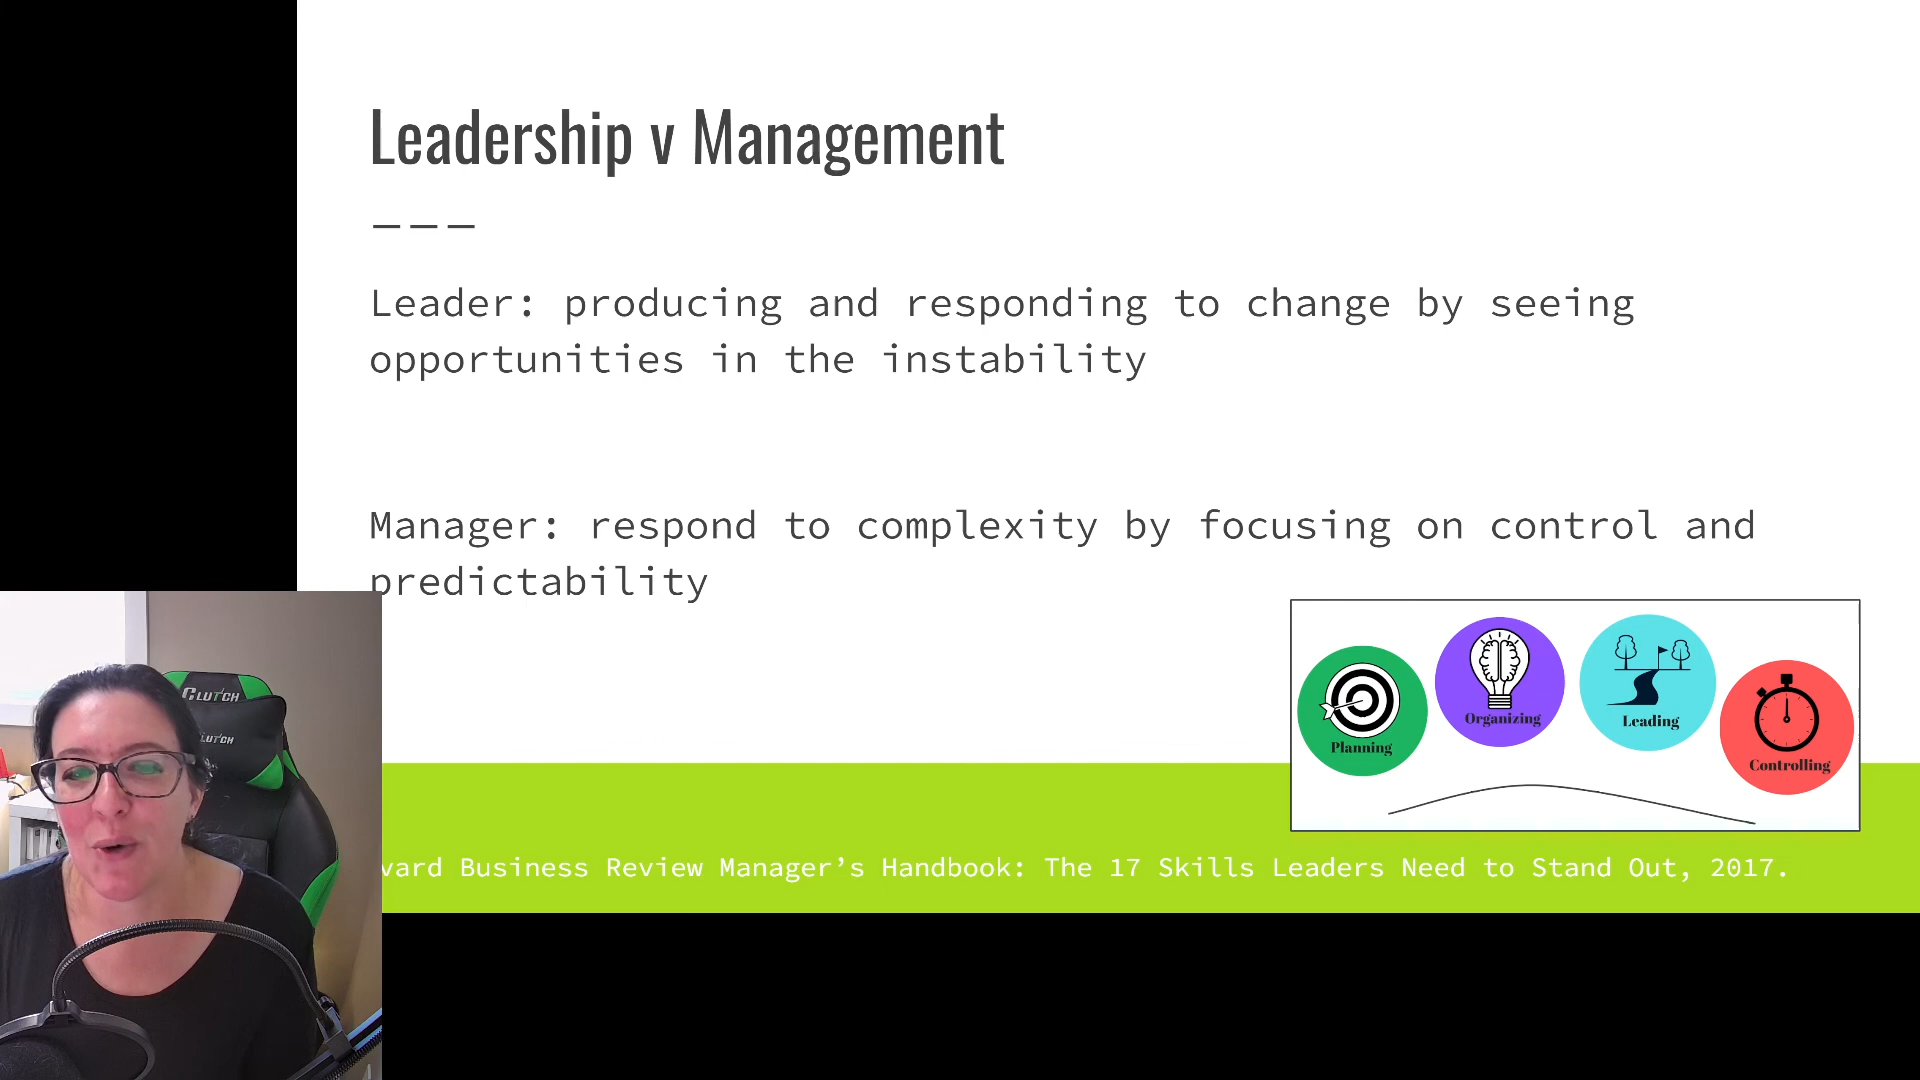 Leadership v Management
Leader: producing and responding to change by seeing
opportunities in the instability
Manager: respond to complexity by focusing on control and
predictability
Planning
Organizing
Leading
Controlling
CLUTCH
Business Review Manager’s Handbook: The 17 Skills Leaders Need to Stand Out, 2017.